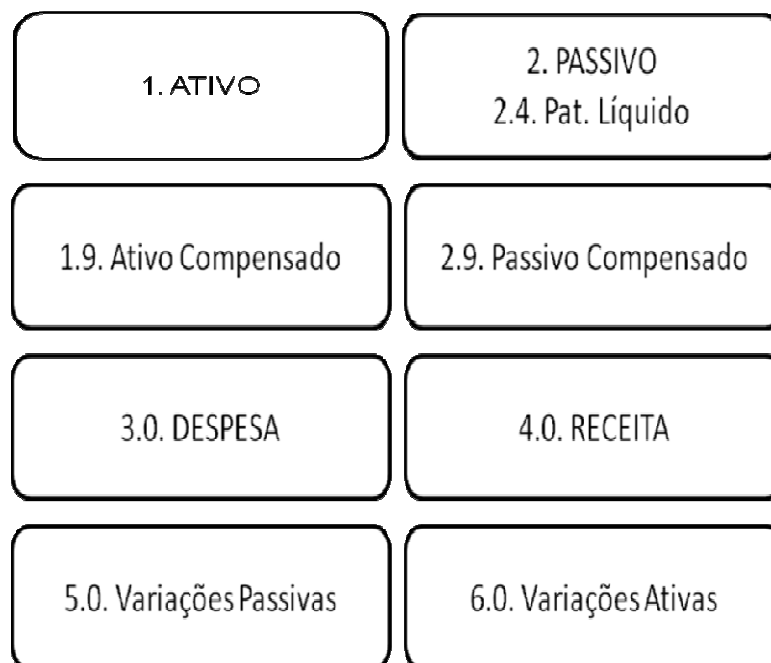 1. ATIVO
2. PASSIVO
2.4. Pat. Líquido
1.9. Ativo Compensado
2.9. Passivo Compensado
3.0. DESPESA
4.0. RECEITA
5.0. Variações Passivas
6.0. Variações Ativas